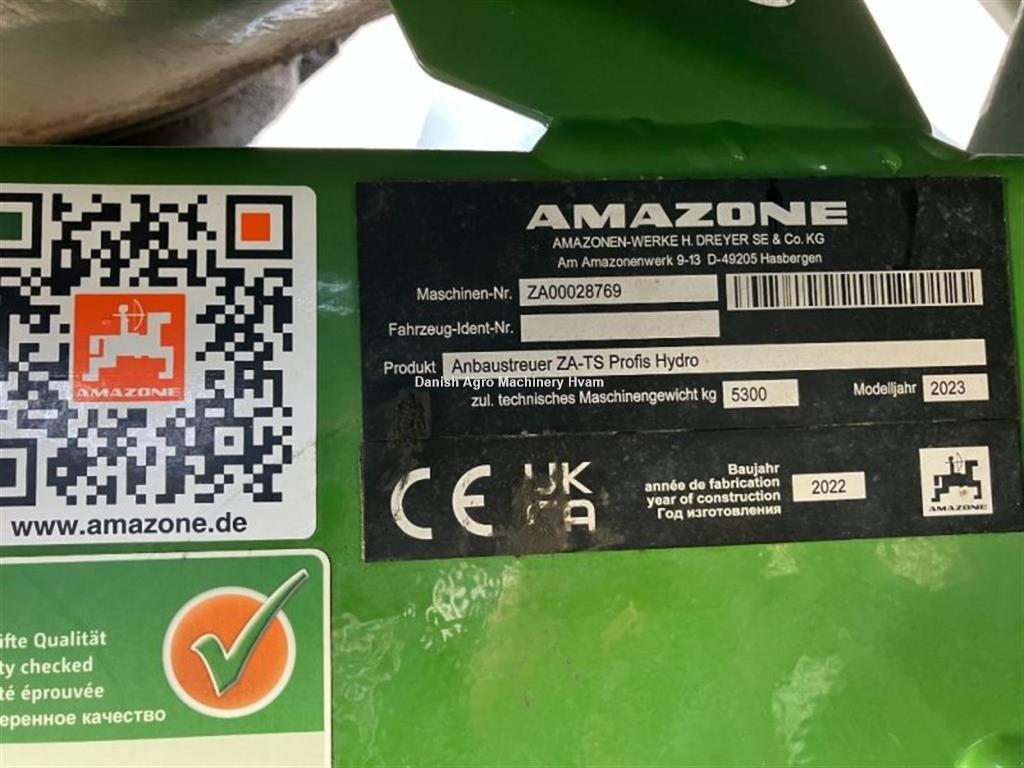 AMAZONE
AMAZONEN-WERKE H. DREYER SE & Co. KG
Am Amazonenwerk 9-13 D-49205 Hasbergen
Maschinen-Nr. ZA00028769
Fahrzeug-Ident-Nr.
Produkt Anbaustreuer ZA-TS Profis Hydro
Danish Agro Machinery Hvam
zul. technisches Maschinengewicht kg 5300 Modelljahr 2023
CE UK CA
Baujahr
année de fabrication
year of construction
Год изготовления
2022
AMAZONE
AMAZONE
www.amazone.de
üfte Qualität
ty checked
té éprouvée
еренное качество